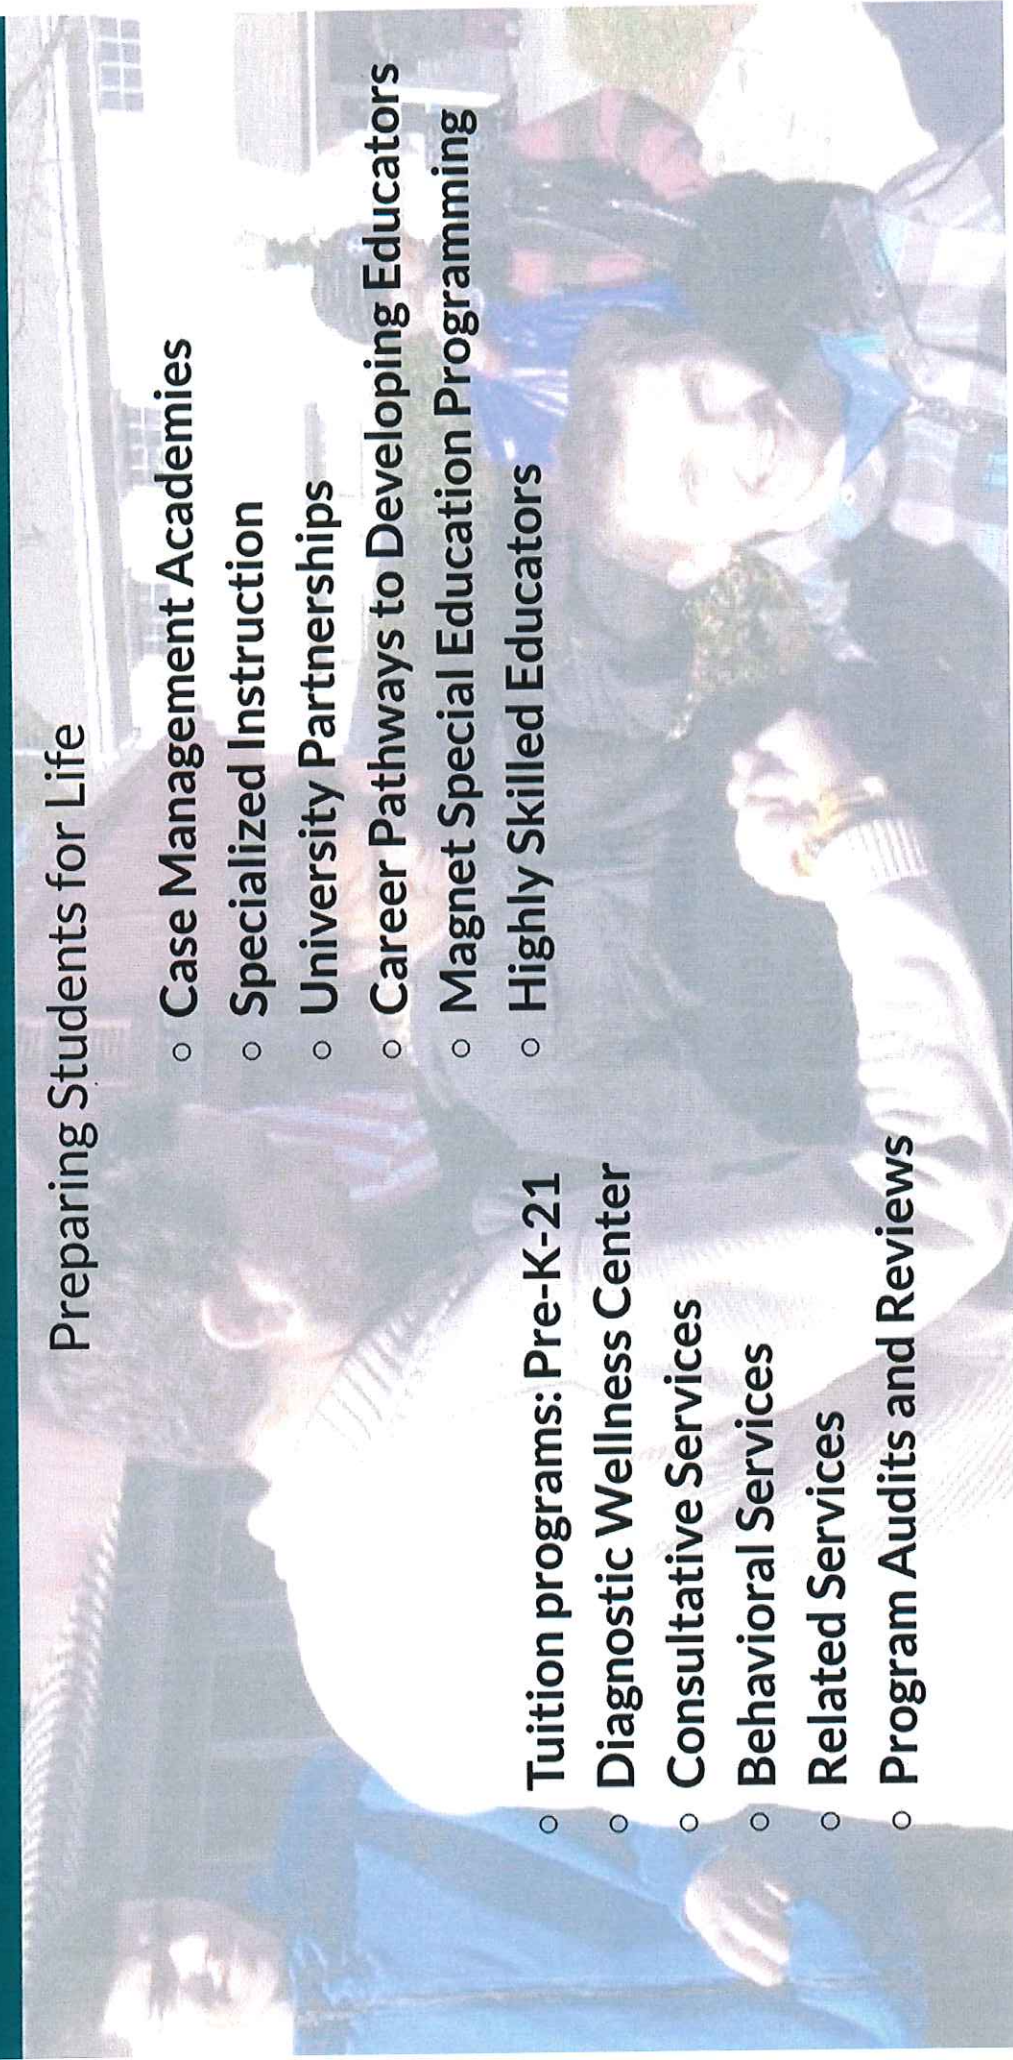 Preparing Students for Life
○ Tuition programs: Pre-K-21
○ Diagnostic Wellness Center
○ Consultative Services
○ Behavioral Services
○ Related Services
○ Program Audits and Reviews
○ Case Management Academies
○ Specialized Instruction
○ University Partnerships
○ Career Pathways to Developing Educators
○ Magnet Special Education Programming
○ Highly Skilled Educators